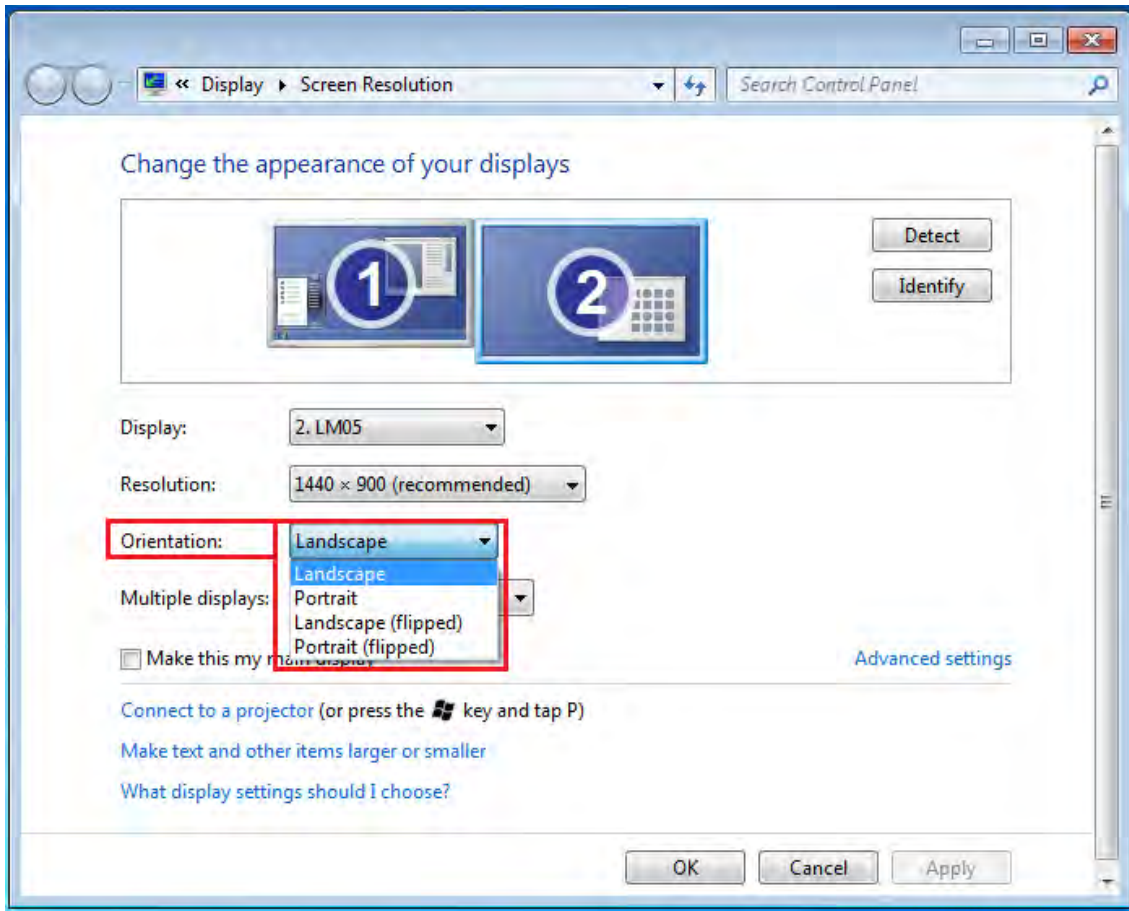 « Display ▸ Screen Resolution
Search Control Panel
Change the appearance of your displays
1
2
Detect
Identify
Display: 2. LM05
Resolution: 1440 × 900 (recommended)
Orientation: Landscape
Landscape
Multiple displays: Portrait
Landscape (flipped)
Portrait (flipped)
Make this my main display
Advanced settings
Connect to a projector (or press the key and tap P)
Make text and other items larger or smaller
What display settings should I choose?
OK Cancel Apply